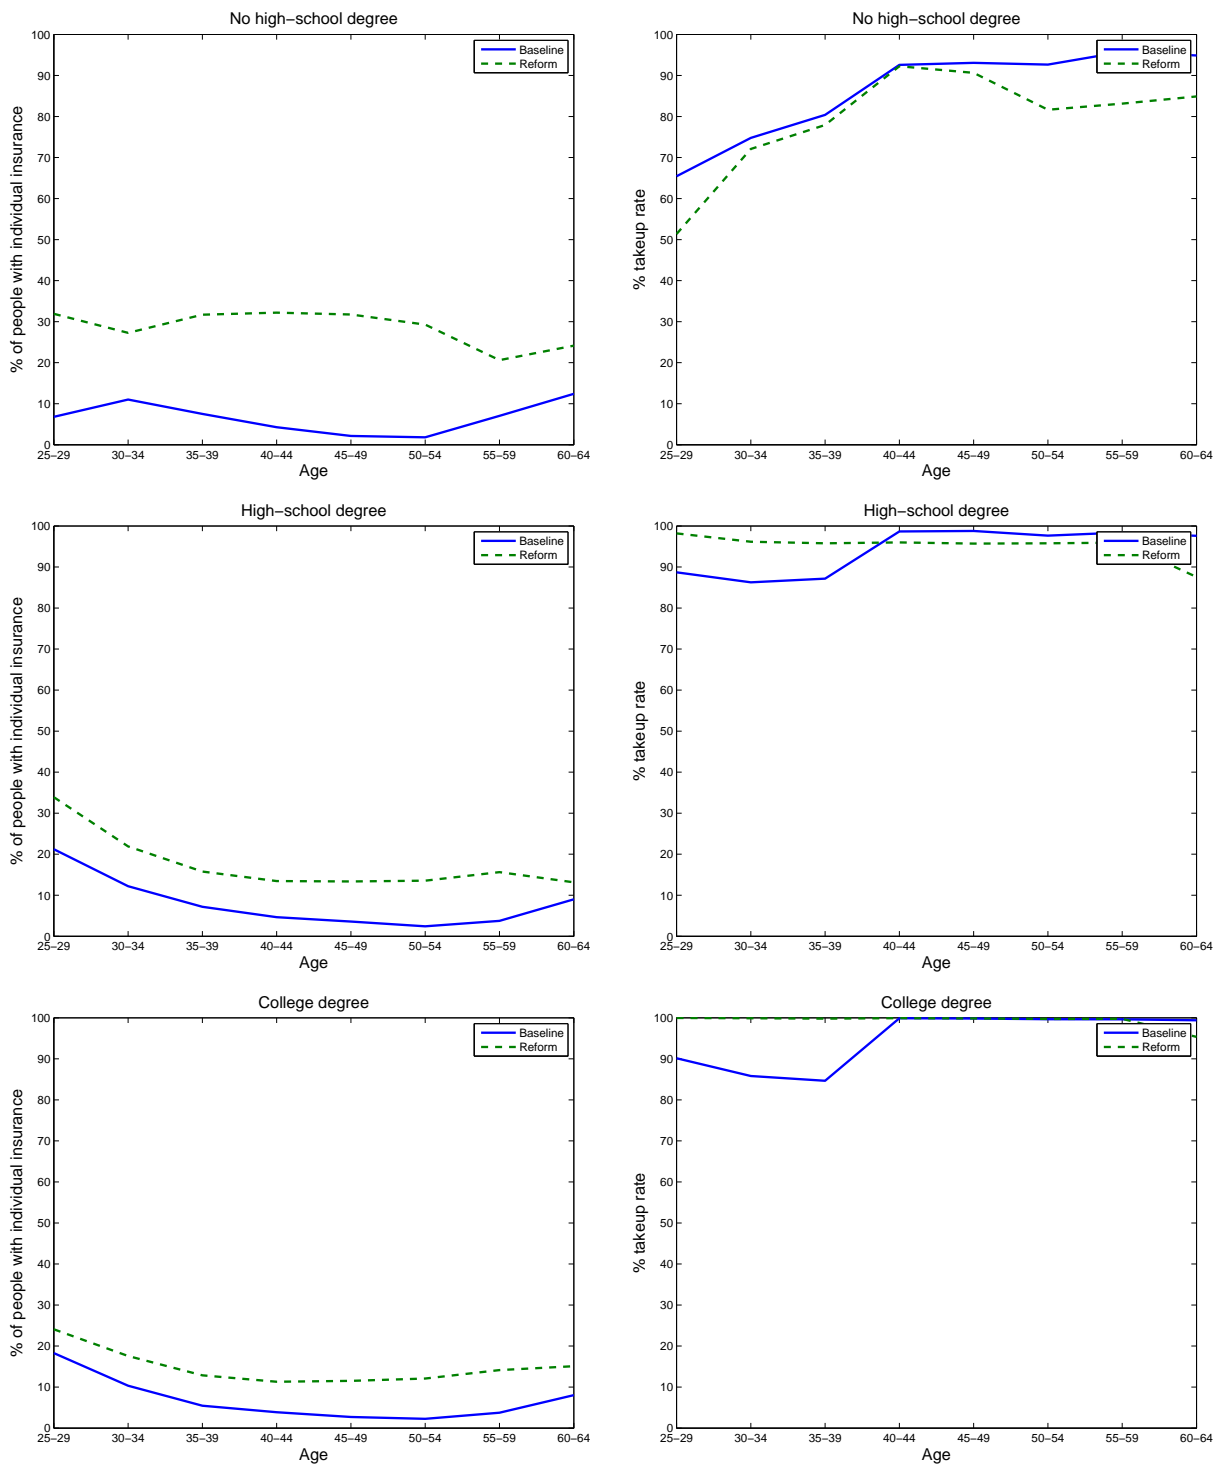 No high−school degree
Baseline
Reform
100
90
80
70
60
50
40
30
20
10
0
% of people with individual insurance
25−29 30−34 35−39 40−44 45−49 50−54 55−59 60−64
Age
No high−school degree
Baseline
Reform
100
90
80
70
60
50
40
30
20
10
0
% takeup rate
25−29 30−34 35−39 40−44 45−49 50−54 55−59 60−64
Age
High−school degree
Baseline
Reform
100
90
80
70
60
50
40
30
20
10
0
% of people with individual insurance
25−29 30−34 35−39 40−44 45−49 50−54 55−59 60−64
Age
High−school degree
Baseline
Reform
100
90
80
70
60
50
40
30
20
10
0
% takeup rate
25−29 30−34 35−39 40−44 45−49 50−54 55−59 60−64
Age
College degree
Baseline
Reform
100
90
80
70
60
50
40
30
20
10
0
% of people with individual insurance
25−29 30−34 35−39 40−44 45−49 50−54 55−59 60−64
Age
College degree
Baseline
Reform
100
90
80
70
60
50
40
30
20
10
0
% takeup rate
25−29 30−34 35−39 40−44 45−49 50−54 55−59 60−64
Age